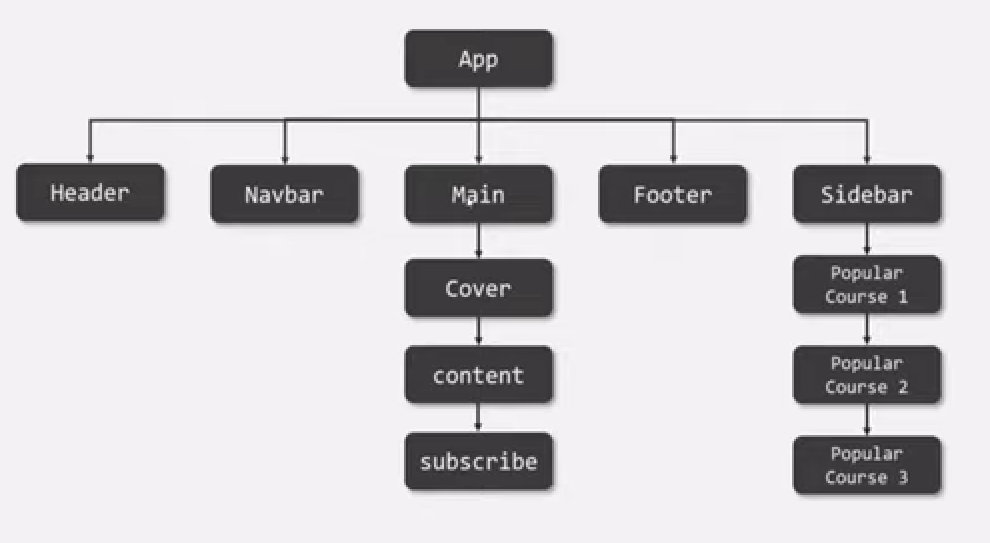 App
Header
Navbar
Main
Footer
Sidebar
Cover
Popular
Course 1
content
Popular
Course 2
subscribe
Popular
Course 3